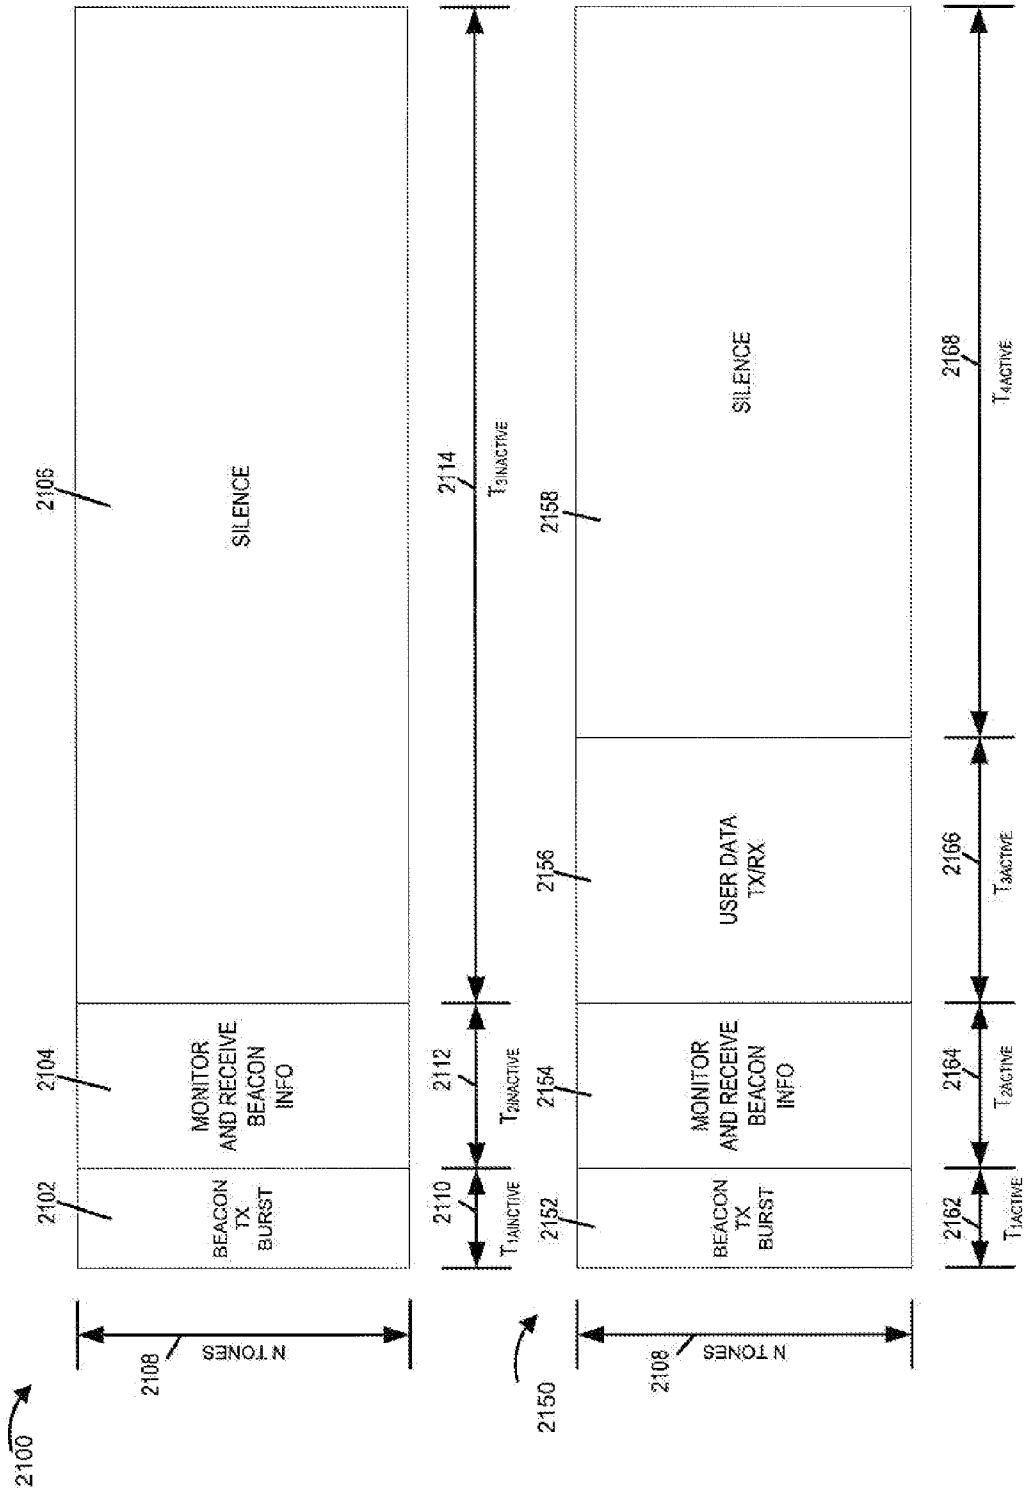 2100
N TONES
2108
2102
BEACON
TX
BURST
2104
MONITOR
AND RECEIVE
BEACON
INFO
2106
SILENCE
2110
T1AINACTIVE
2112
T2INACTIVE
2114
T3INACTIVE
2150
N TONES
2108
2152
BEACON
TX
BURST
2154
MONITOR
AND RECEIVE
BEACON
INFO
2156
USER DATA
TX/RX
2158
SILENCE
2162
T1ACTIVE
2164
T2ACTIVE
2166
T3ACTIVE
2168
T4ACTIVE